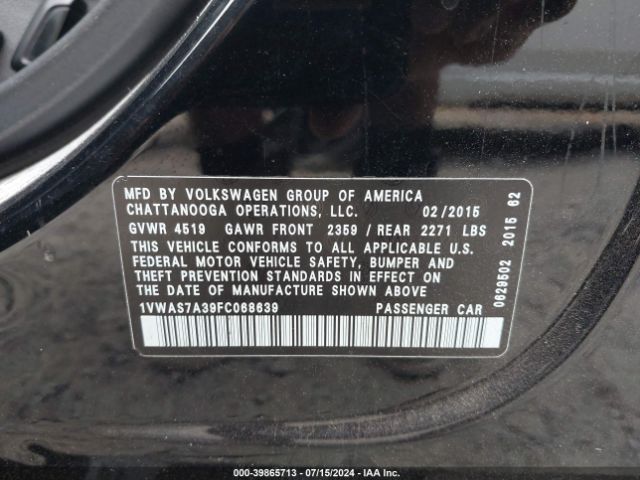 MFD BY VOLKSWAGEN GROUP OF AMERICA
CHATTANOOGA OPERATIONS, LLC. 02/2015
GVWR 4519 GAWR FRONT 2359 / REAR 2271 LBS
THIS VEHICLE CONFORMS TO ALL APPLICABLE U.S.
FEDERAL MOTOR VEHICLE SAFETY, BUMPER AND
THEFT PREVENTION STANDARDS IN EFFECT ON
THE DATE OF MANUFACTURE SHOWN ABOVE.
1VWAS7A39FC068639 PASSENGER CAR
0629502 2015 62
000-39865713 - 07/15/2024 - IAA Inc.